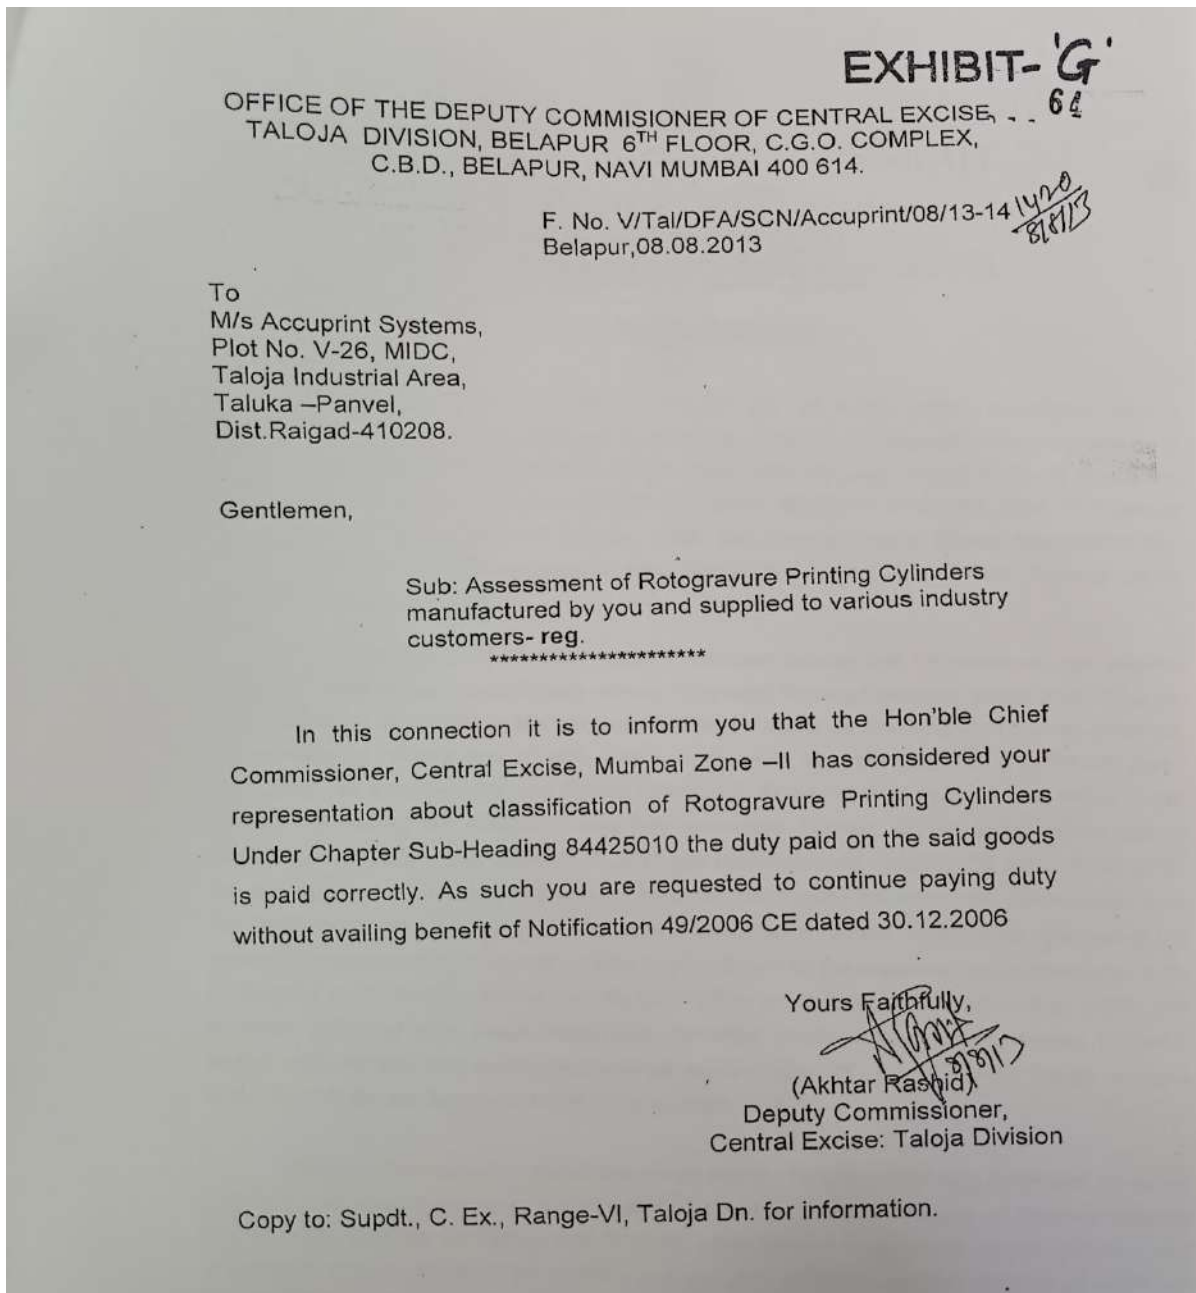 EXHIBIT-'G'
OFFICE OF THE DEPUTY COMMISIONER OF CENTRAL EXCISE,
TALOJA DIVISION, BELAPUR 6TH FLOOR, C.G.O. COMPLEX,
C.B.D., BELAPUR, NAVI MUMBAI 400 614.
F. No. V/Tal/DFA/SCN/Accuprint/08/13-14 1420
8/8/13
Belapur,08.08.2013
To
M/s Accuprint Systems,
Plot No. V-26, MIDC,
Taloja Industrial Area,
Taluka –Panvel,
Dist.Raigad-410208.
Gentlemen,
Sub: Assessment of Rotogravure Printing Cylinders
manufactured by you and supplied to various industry
customers- reg.
**********************
In this connection it is to inform you that the Hon'ble Chief
Commissioner, Central Excise, Mumbai Zone –II has considered your
representation about classification of Rotogravure Printing Cylinders
Under Chapter Sub-Heading 84425010 the duty paid on the said goods
is paid correctly. As such you are requested to continue paying duty
without availing benefit of Notification 49/2006 CE dated 30.12.2006
Yours Faithfully,
8/8/13
(Akhtar Rashid)
Deputy Commissioner,
Central Excise: Taloja Division
Copy to: Supdt., C. Ex., Range-VI, Taloja Dn. for information.